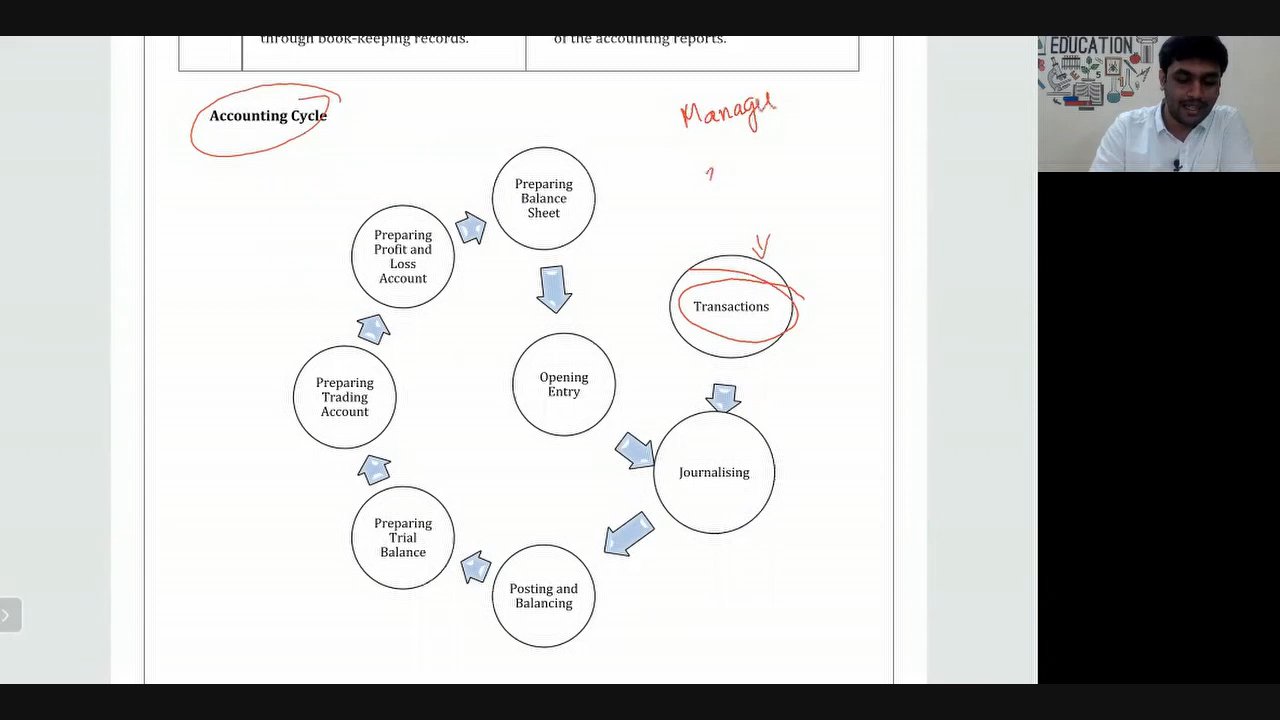 through book-keeping records.
of the accounting reports.
EDUCATION
Accounting Cycle
Preparing
Balance
Sheet
Preparing
Profit and
Loss
Account
Transactions
Opening
Entry
Preparing
Trading
Account
Journalising
Preparing
Trial
Balance
Posting and
Balancing